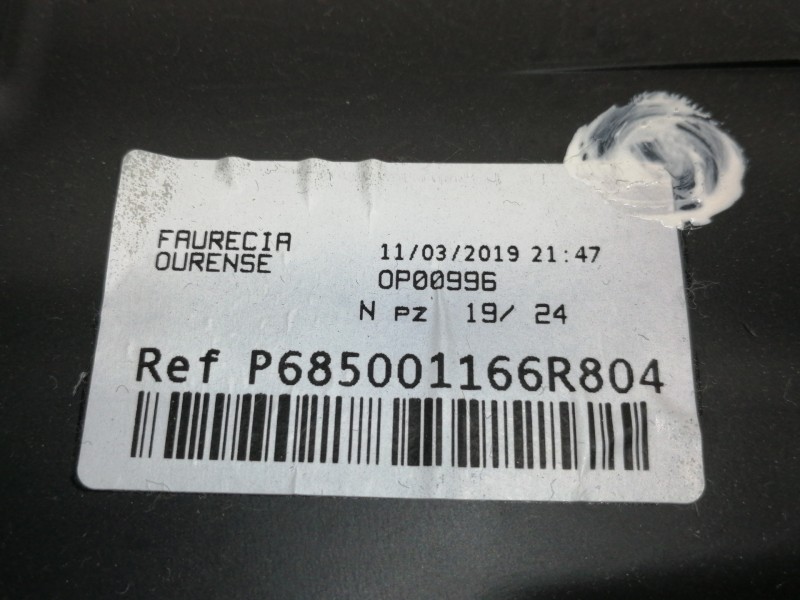 FAURECIA
OURENSE
11/03/2019 21:47
OP00996
N pz 19/ 24
Ref P685001166R804